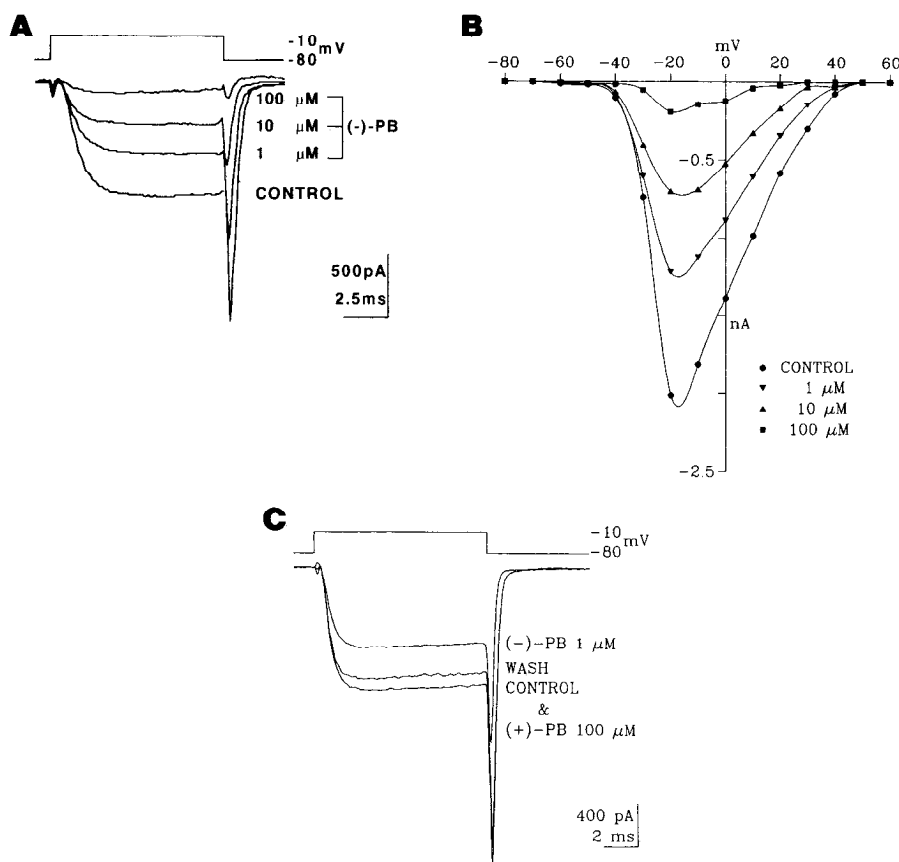 A
-10
mV
-80
100 μM
10 μM
1 μM
(-)-PB
CONTROL
500pA
2.5ms
B
mV
-80 -60 -40 -20 0 20 40 60
-0.5
nA
-2.5
CONTROL
1 μM
10 μM
100 μM
C
-10
mV
-80
(-)-PB 1 μM
WASH
CONTROL
&
(+)-PB 100 μM
400 pA
2 ms